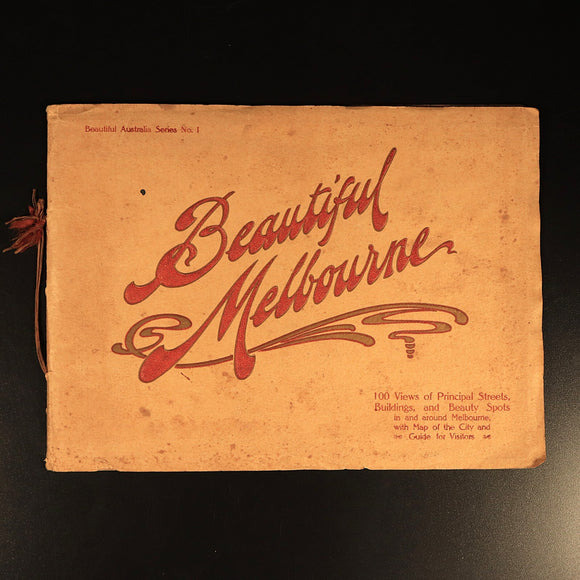 Beautiful Australia Series No. 1
Beautiful
Melbourne
100 Views of Principal Streets,
Buildings, and Beauty Spots
in and around Melbourne,
with Map of the City and
Guide for Visitors